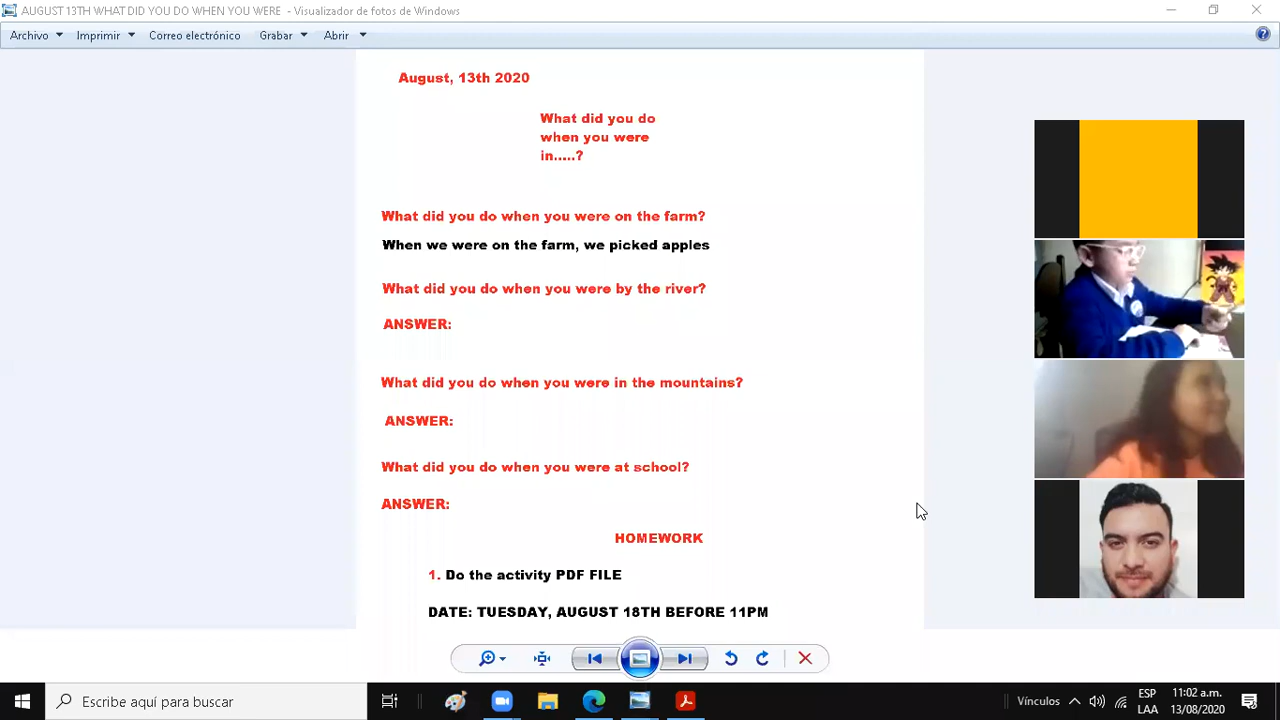 AUGUST 13TH WHAT DID YOU DO WHEN YOU WERE - Visualizador de fotos de Windows
Archivo Imprimir Correo electrónico Grabar Abrir
August, 13th 2020
What did you do
when you were
in.....?
What did you do when you were on the farm?
When we were on the farm, we picked apples
What did you do when you were by the river?
ANSWER:
What did you do when you were in the mountains?
ANSWER:
What did you do when you were at school?
ANSWER:
HOMEWORK
1. Do the activity PDF FILE
DATE: TUESDAY, AUGUST 18TH BEFORE 11PM
Escribe aquí para buscar
Vínculos
ESP
LAA
11:02 a.m.
13/08/2020